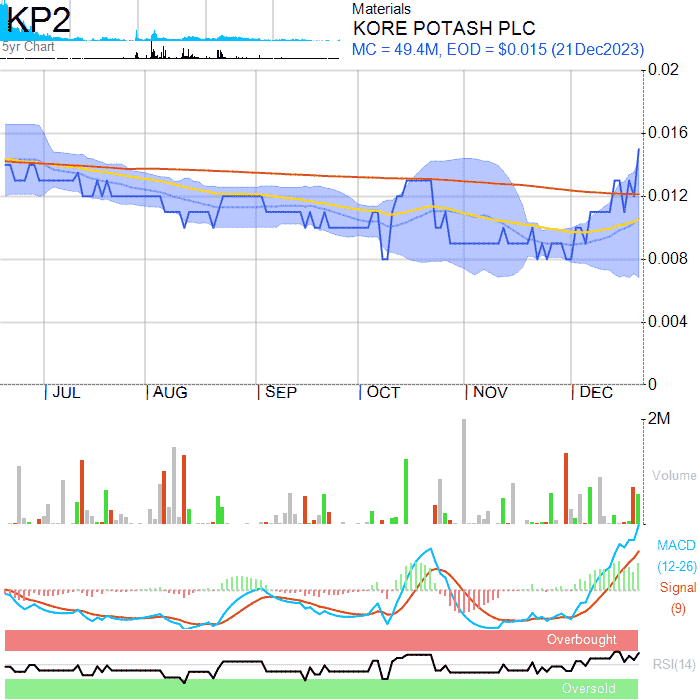 KP2
5yr Chart
Materials
KORE POTASH PLC
MC = 49.4M, EOD = $0.015 (21Dec2023)
0.02
0.016
0.012
0.008
0.004
0
JUL AUG SEP OCT NOV DEC
2M
Volume
MACD
(12-26)
Signal
(9)
Overbought
RSI(14)
Oversold